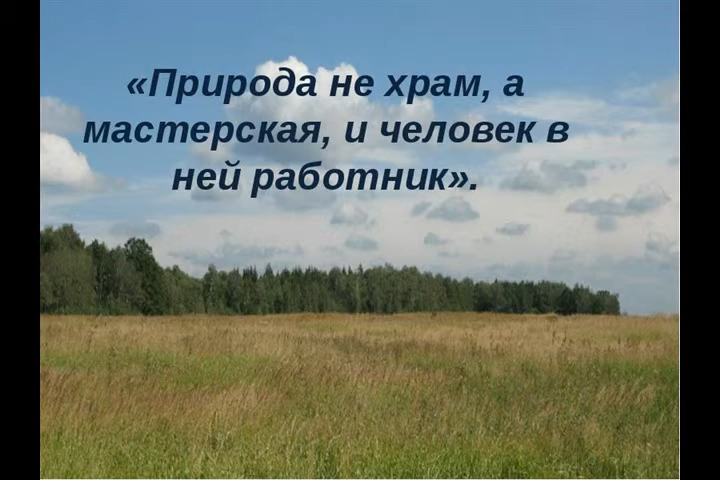 «Природа не храм, а
мастерская, и человек в
ней работник».